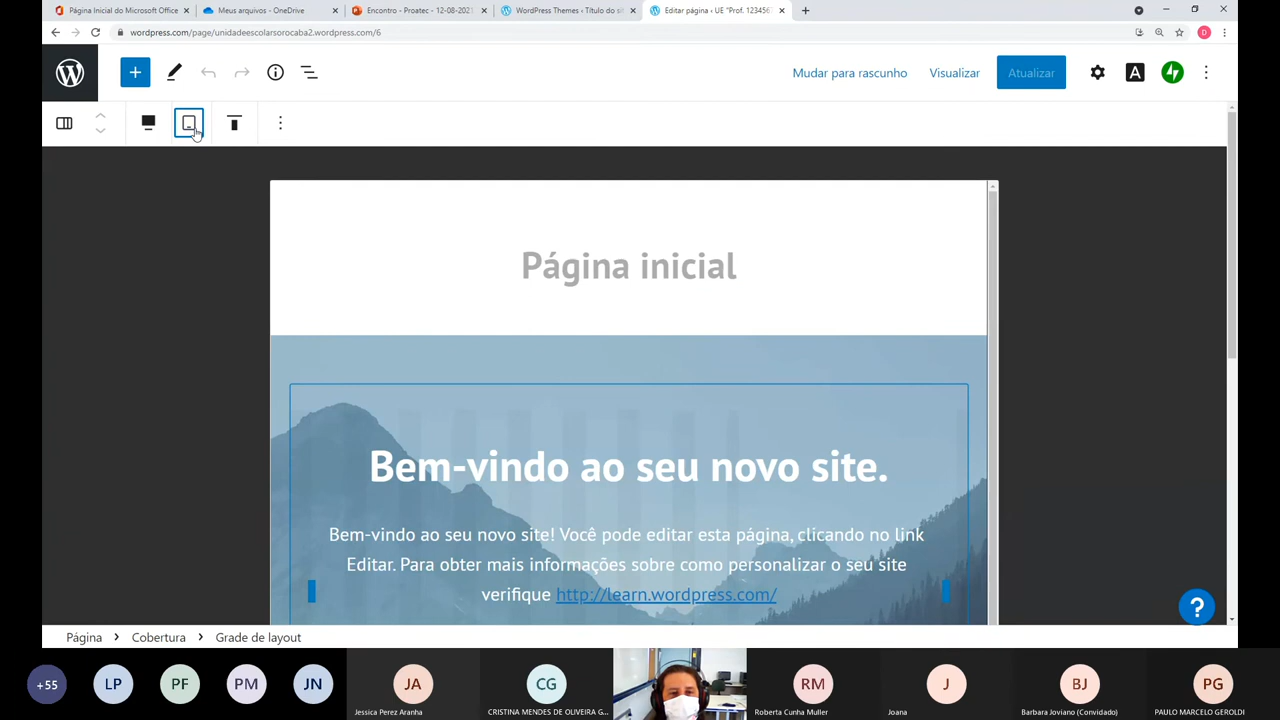 Página Inicial do Microsoft Office
Meus arquivos - OneDrive
Encontro - Proatec - 12-08-2021
WordPress Themes ‹ Título do sit
Editar página ‹ UE "Prof. 123456
D
wordpress.com/page/unidadeescolarsorocaba2.wordpress.com/6
Mudar para rascunho
Visualizar
Atualizar
A
Página inicial
Bem-vindo ao seu novo site.
Bem-vindo ao seu novo site! Você pode editar esta página, clicando no link
Editar. Para obter mais informações sobre como personalizar o seu site
verifique http://learn.wordpress.com/
?
Página
Cobertura
Grade de layout
+55
LP
PF
PM
JN
JA
CG
RM
J
BJ
PG
Jessica Perez Aranha
CRISTINA MENDES DE OLIVEIRA G...
Roberta Cunha Muller
Joana
Barbara Joviano (Convidado)
PAULO MARCELO GEROLDI